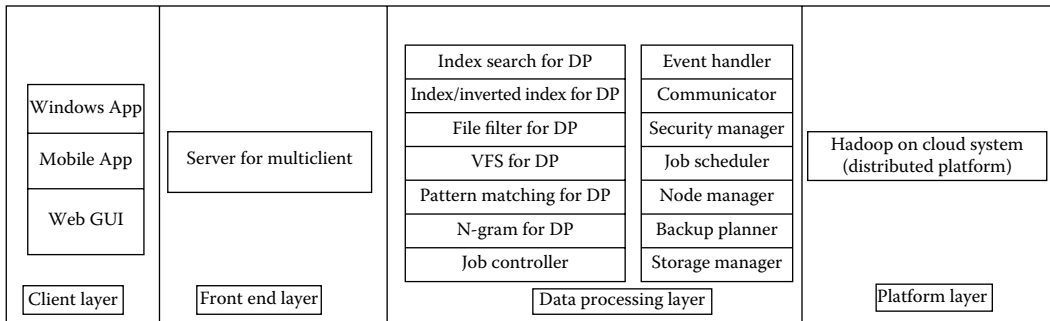 Windows App
Mobile App
Web GUI
Client layer
Server for multiclient
Front end layer
Index search for DP
Index/inverted index for DP
File filter for DP
VFS for DP
Pattern matching for DP
N-gram for DP
Job controller
Event handler
Communicator
Security manager
Job scheduler
Node manager
Backup planner
Storage manager
Data processing layer
Hadoop on cloud system
(distributed platform)
Platform layer